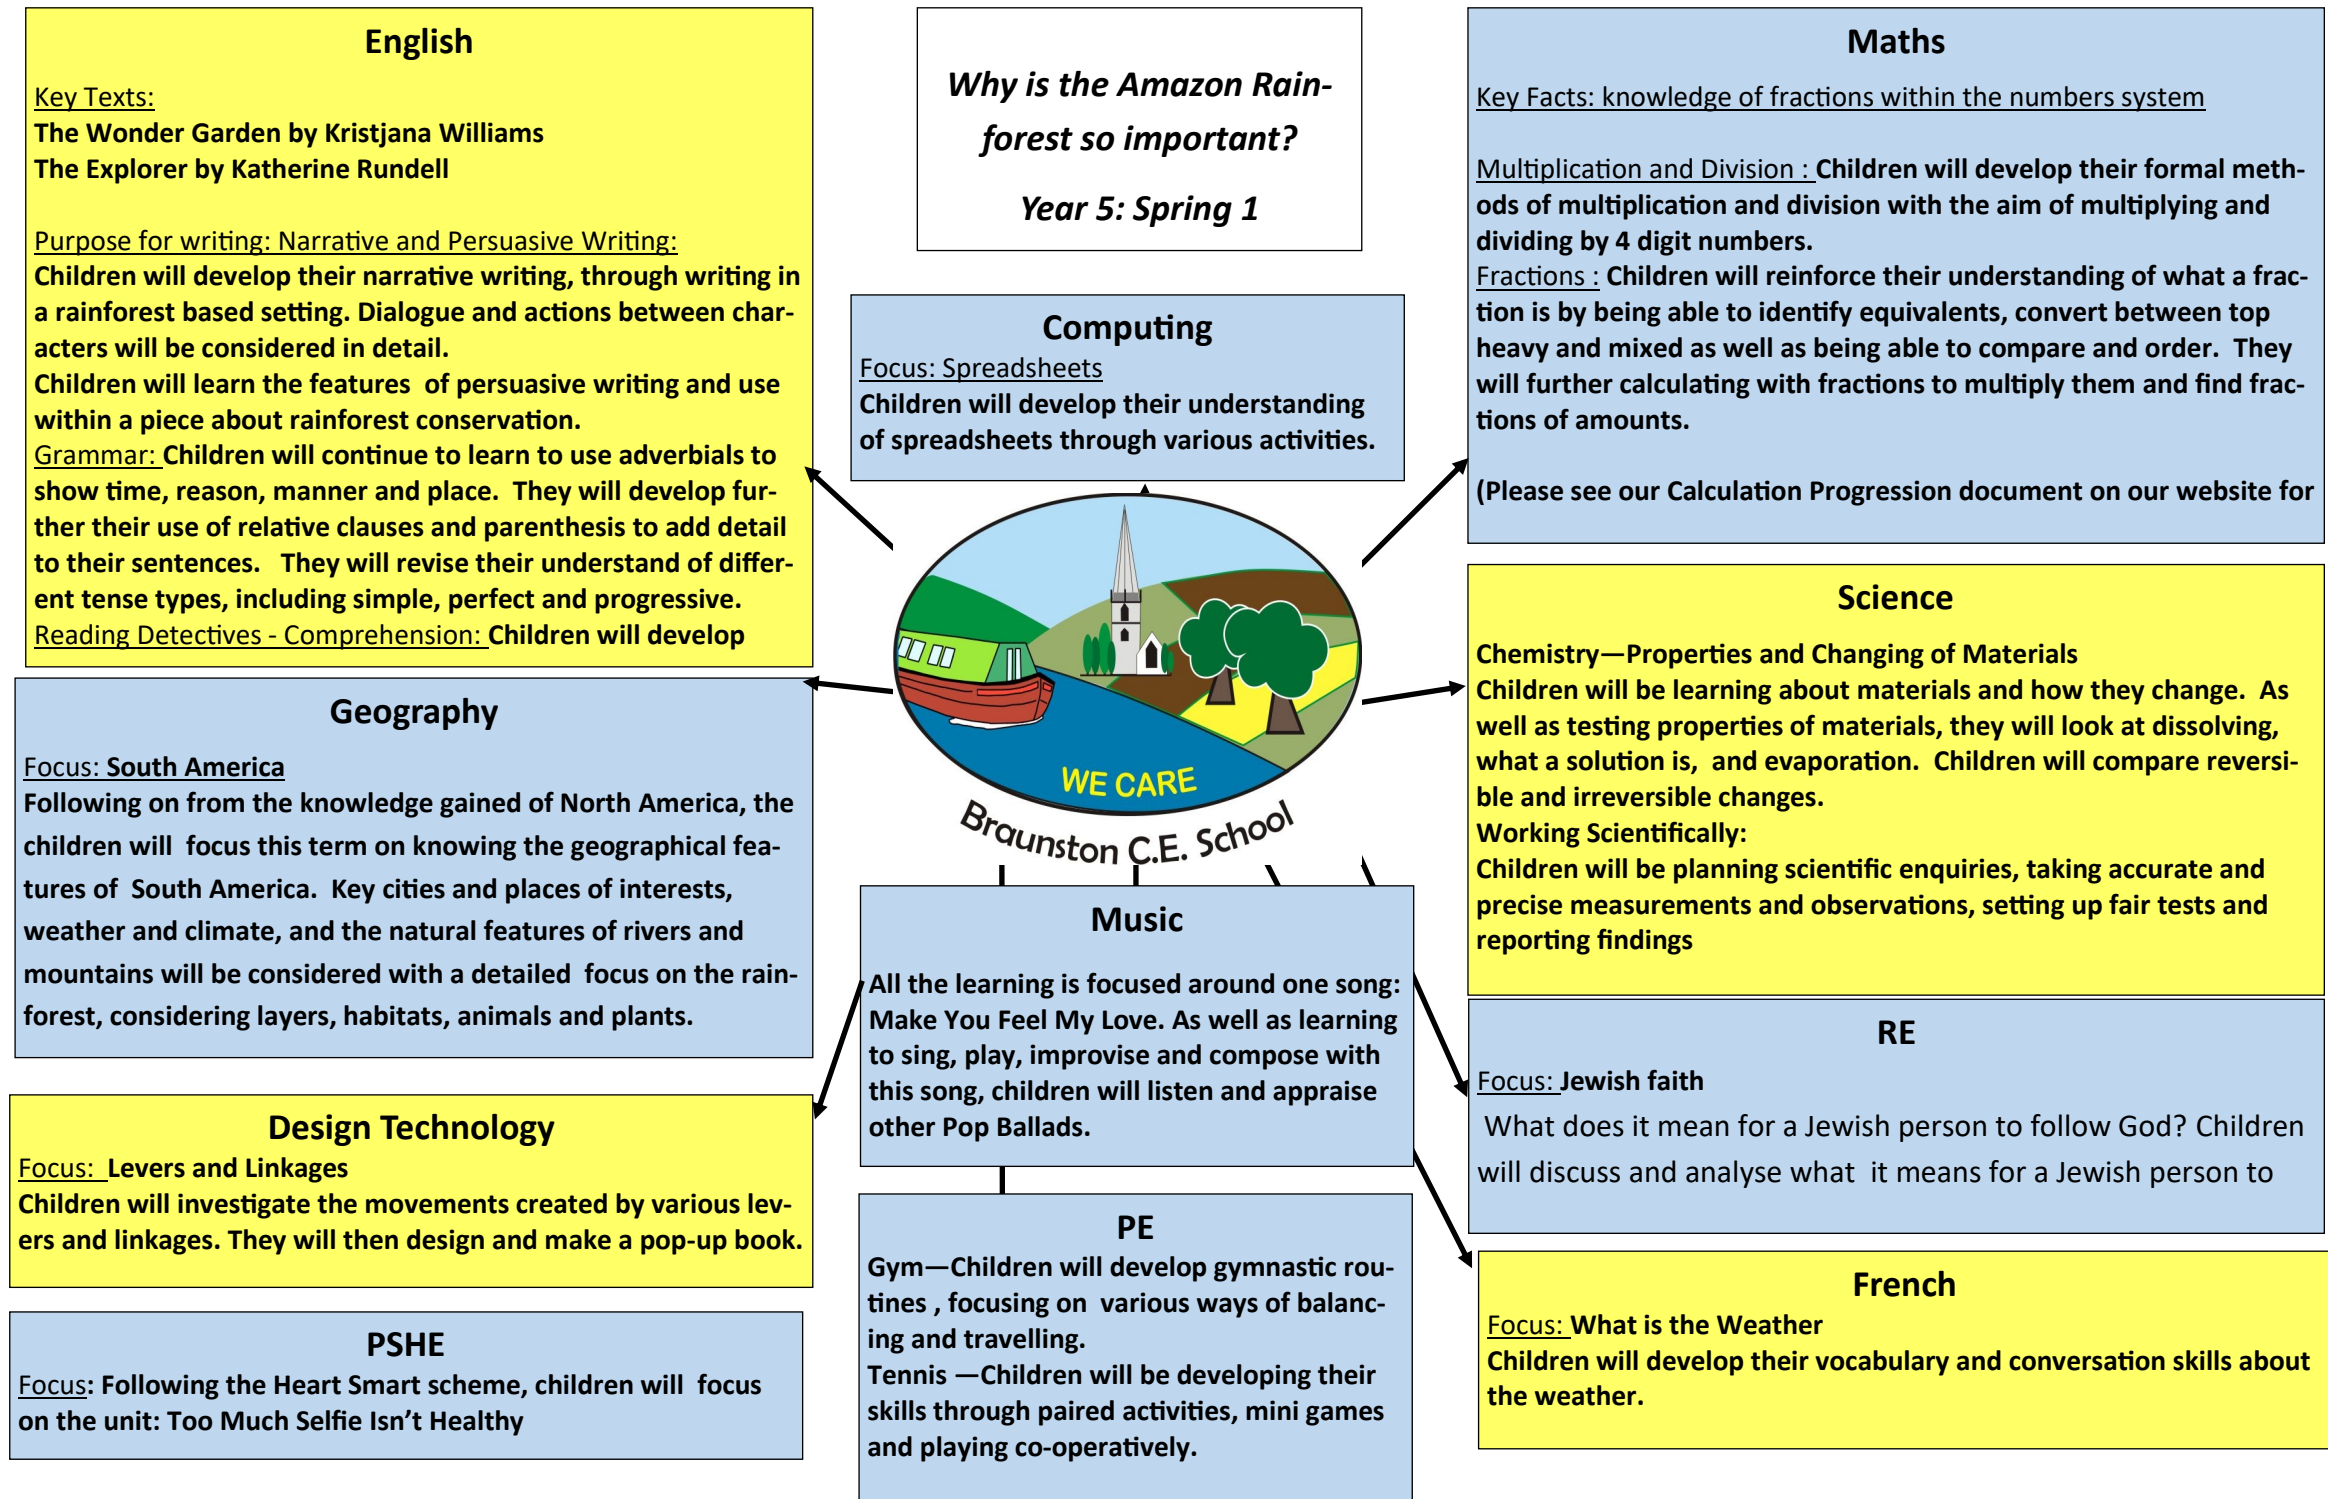 English
Key Texts:
The Wonder Garden by Kristjana Williams
The Explorer by Katherine Rundell
Purpose for writing: Narrative and Persuasive Writing:
Children will develop their narrative writing, through writing in
a rainforest based setting. Dialogue and actions between char-
acters will be considered in detail.
Children will learn the features  of persuasive writing and use
within a piece about rainforest conservation.
Grammar: Children will continue to learn to use adverbials to
show time, reason, manner and place.  They will develop fur-
ther their use of relative clauses and parenthesis to add detail
to their sentences.   They will revise their understand of differ-
ent tense types, including simple, perfect and progressive.
Reading Detectives - Comprehension: Children will develop
Why is the Amazon Rain-
forest so important?
Year 5: Spring 1
Maths
Key Facts: knowledge of fractions within the numbers system
Multiplication and Division : Children will develop their formal meth-
ods of multiplication and division with the aim of multiplying and
dividing by 4 digit numbers.
Fractions : Children will reinforce their understanding of what a frac-
tion is by being able to identify equivalents, convert between top
heavy and mixed as well as being able to compare and order.  They
will further calculating with fractions to multiply them and find frac-
tions of amounts.
(Please see our Calculation Progression document on our website for
Computing
Focus: Spreadsheets
Children will develop their understanding
of spreadsheets through various activities.
WE CARE
Braunston C.E. School
Science
Chemistry—Properties and Changing of Materials
Children will be learning about materials and how they change.  As
well as testing properties of materials, they will look at dissolving,
what a solution is,  and evaporation.  Children will compare reversi-
ble and irreversible changes.
Working Scientifically:
Children will be planning scientific enquiries, taking accurate and
precise measurements and observations, setting up fair tests and
reporting findings
Geography
Focus: South America
Following on from the knowledge gained of North America, the
children will  focus this term on knowing the geographical fea-
tures of  South America.  Key cities and places of interests,
weather and climate, and the natural features of rivers and
mountains will be considered with a detailed  focus on the rain-
forest, considering layers, habitats, animals and plants.
Music
All the learning is focused around one song:
Make You Feel My Love. As well as learning
to sing, play, improvise and compose with
this song, children will listen and appraise
other Pop Ballads.
RE
Focus: Jewish faith
What does it mean for a Jewish person to follow God? Children
will discuss and analyse what  it means for a Jewish person to
Design Technology
Focus:  Levers and Linkages
Children will investigate the movements created by various lev-
ers and linkages. They will then design and make a pop-up book.
PE
Gym—Children will develop gymnastic rou-
tines , focusing on  various ways of balanc-
ing and travelling.
Tennis —Children will be developing their
skills through paired activities, mini games
and playing co-operatively.
French
Focus: What is the Weather
Children will develop their vocabulary and conversation skills about
the weather.
PSHE
Focus: Following the Heart Smart scheme, children will  focus
on the unit: Too Much Selfie Isn’t Healthy